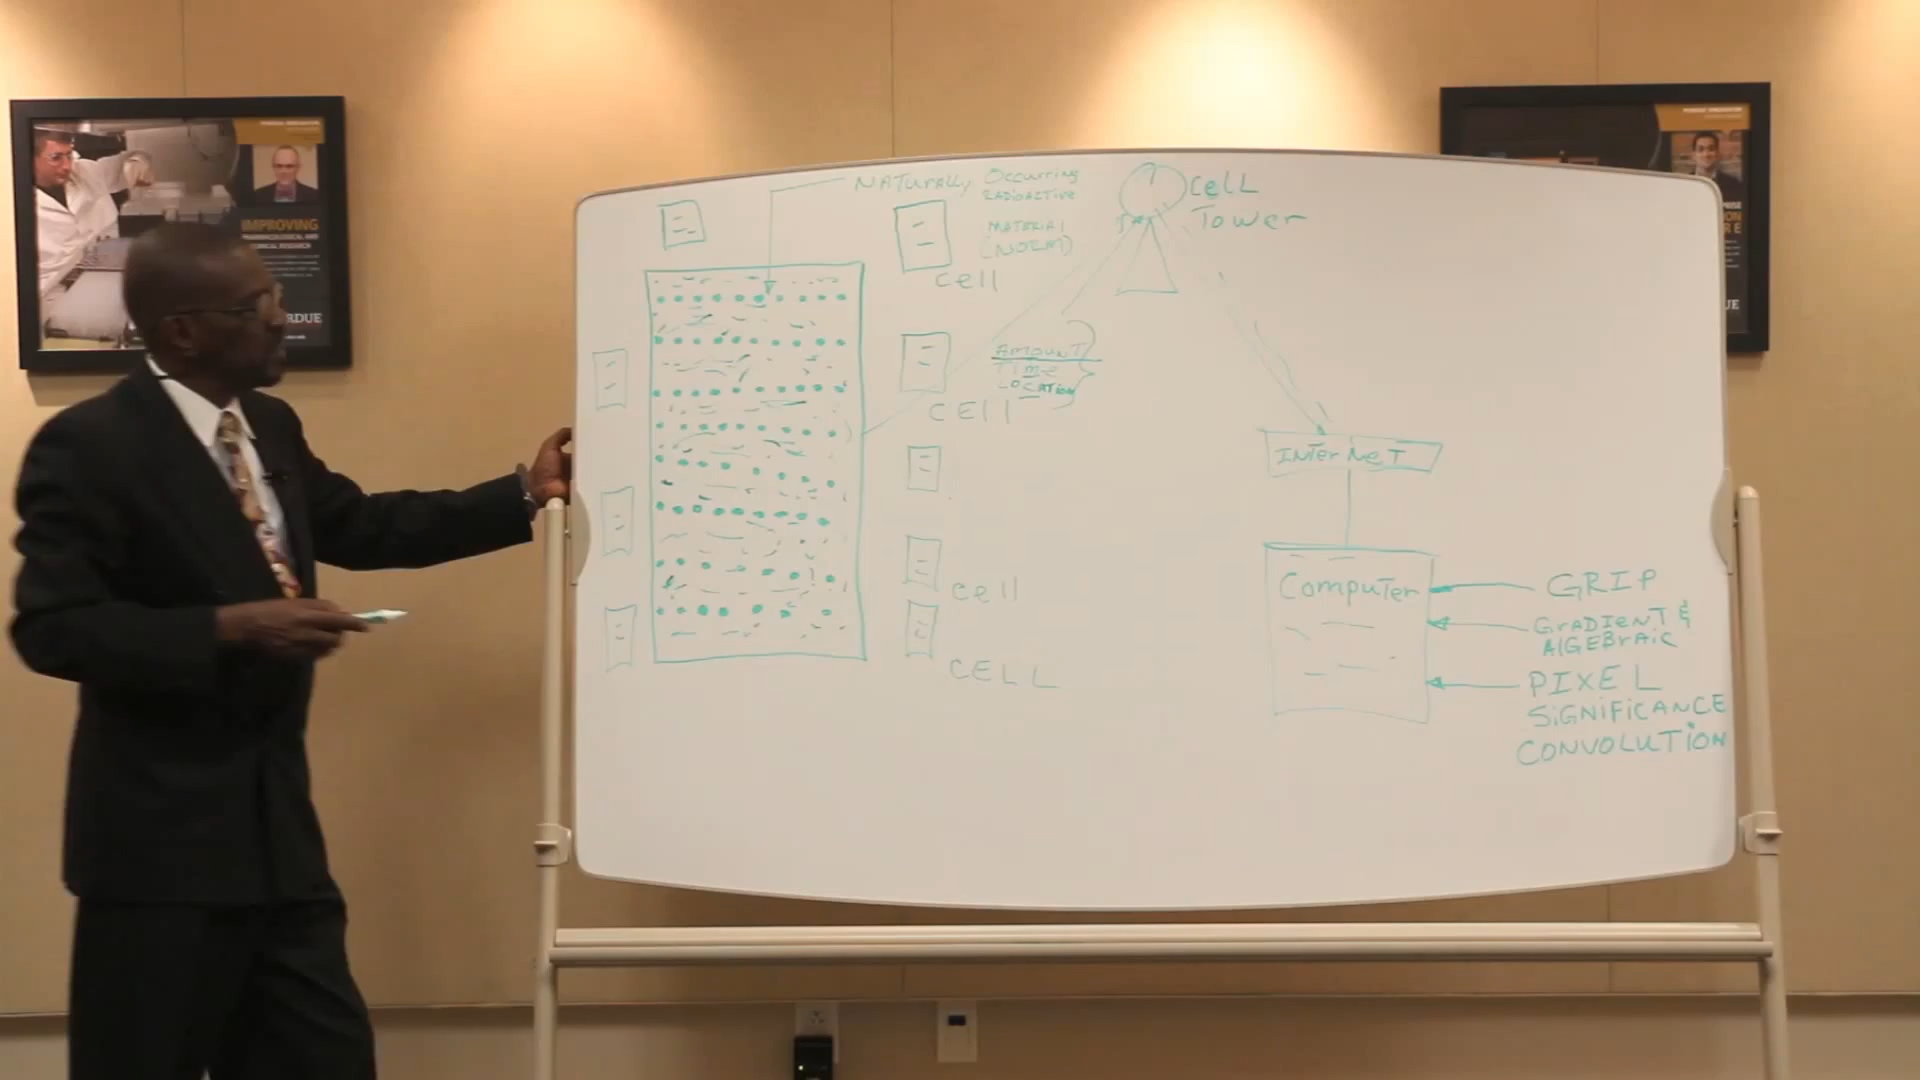 NATURALLY OCCURRING
RADIOACTIVE
MATERIAL
(NORM)
CELL
TOWER
CELL
AMOUNT
TIME
LOCATION
CELL
INTERNET
CELL
CELL
COMPUTER
GRIP
GRADIENT &
ALGEBRAIC
PIXEL
SIGNIFICANCE
CONVOLUTION
IMPROVING
RDUE